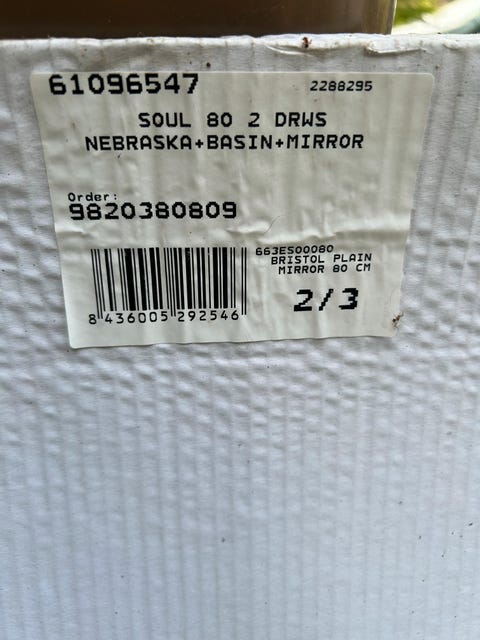 61096547 2288295
SOUL 80 2 DRWS
NEBRASKA+BASIN+MIRROR
Order:
9820380809
663ES00080
BRISTOL PLAIN
MIRROR 80 CM
2/3
8 436005 292546